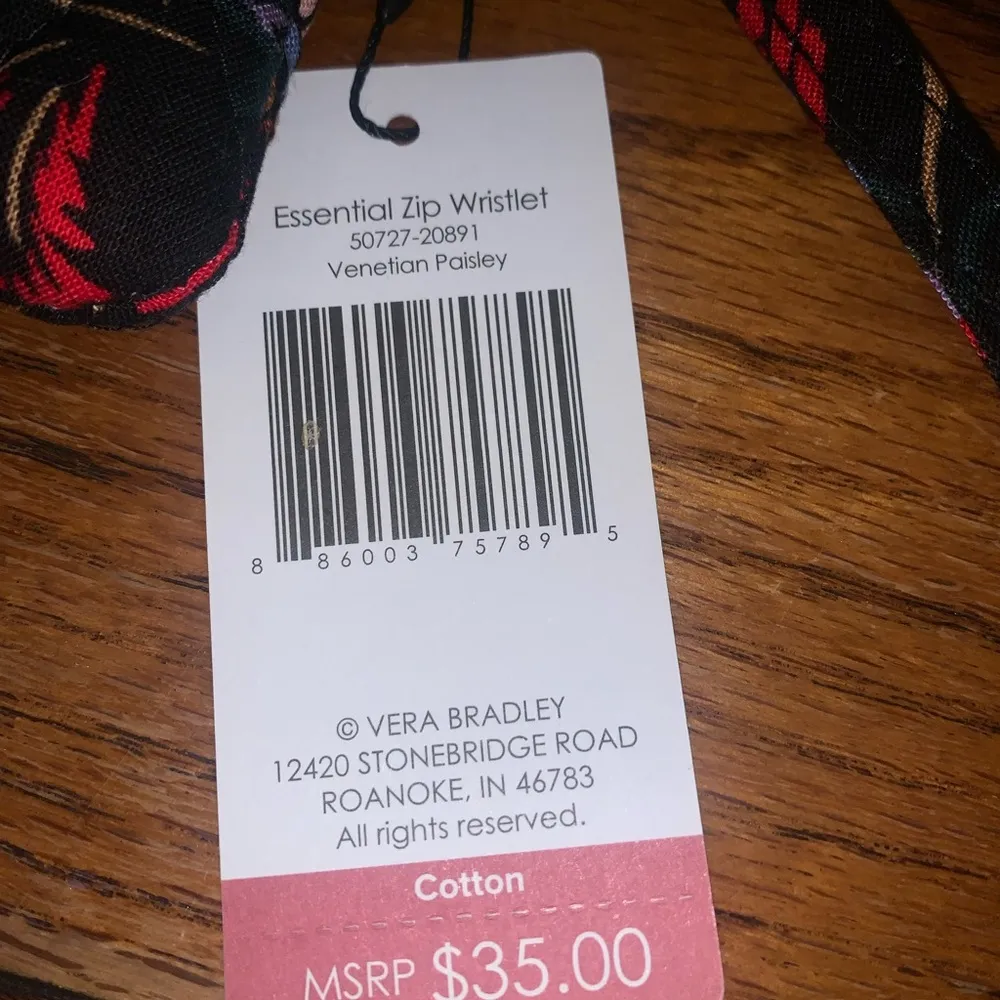 Essential Zip Wristlet
50727-20891
Venetian Paisley
8 86003 75789 5
© VERA BRADLEY
12420 STONEBRIDGE ROAD
ROANOKE, IN 46783
All rights reserved.
Cotton
MSRP $35.00